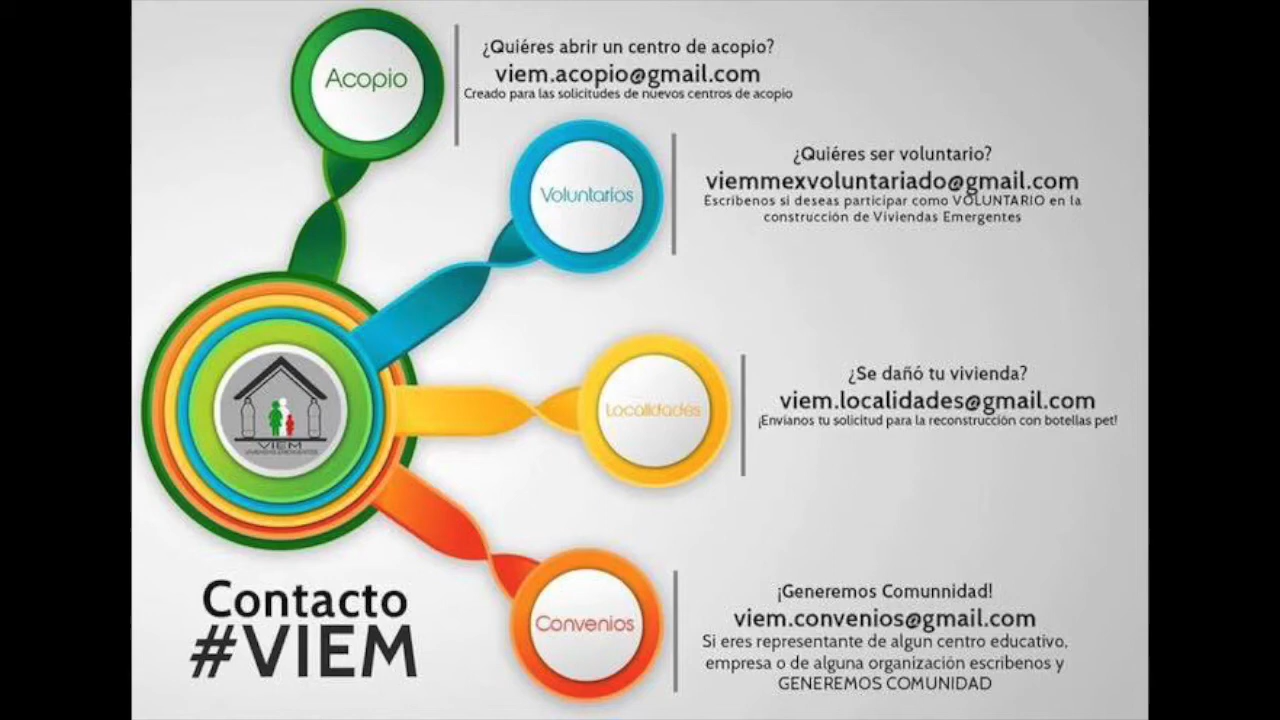 Acopio
¿Quiéres abrir un centro de acopio?
viem.acopio@gmail.com
Creado para las solicitudes de nuevos centros de acopio
Voluntarios
¿Quiéres ser voluntario?
viemmexvoluntariado@gmail.com
Escríbenos si deseas participar como VOLUNTARIO en la
construcción de Viviendas Emergentes
Localidades
¿Se dañó tu vivienda?
viem.localidades@gmail.com
¡Envíanos tu solicitud para la reconstrucción con botellas pet!
VIEM
VIVIENDAS EMERGENTES
Convenios
¡Generemos Comunnidad!
viem.convenios@gmail.com
Si eres representante de algun centro educativo,
empresa o de alguna organización escribenos y
GENEREMOS COMUNIDAD
Contacto
#VIEM